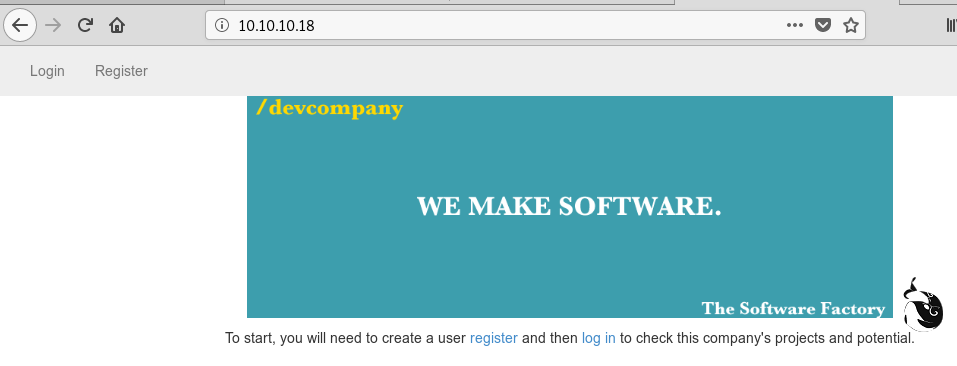 10.10.10.18
Login Register
/devcompany
WE MAKE SOFTWARE.
The Software Factory
To start, you will need to create a user register and then log in to check this company's projects and potential.